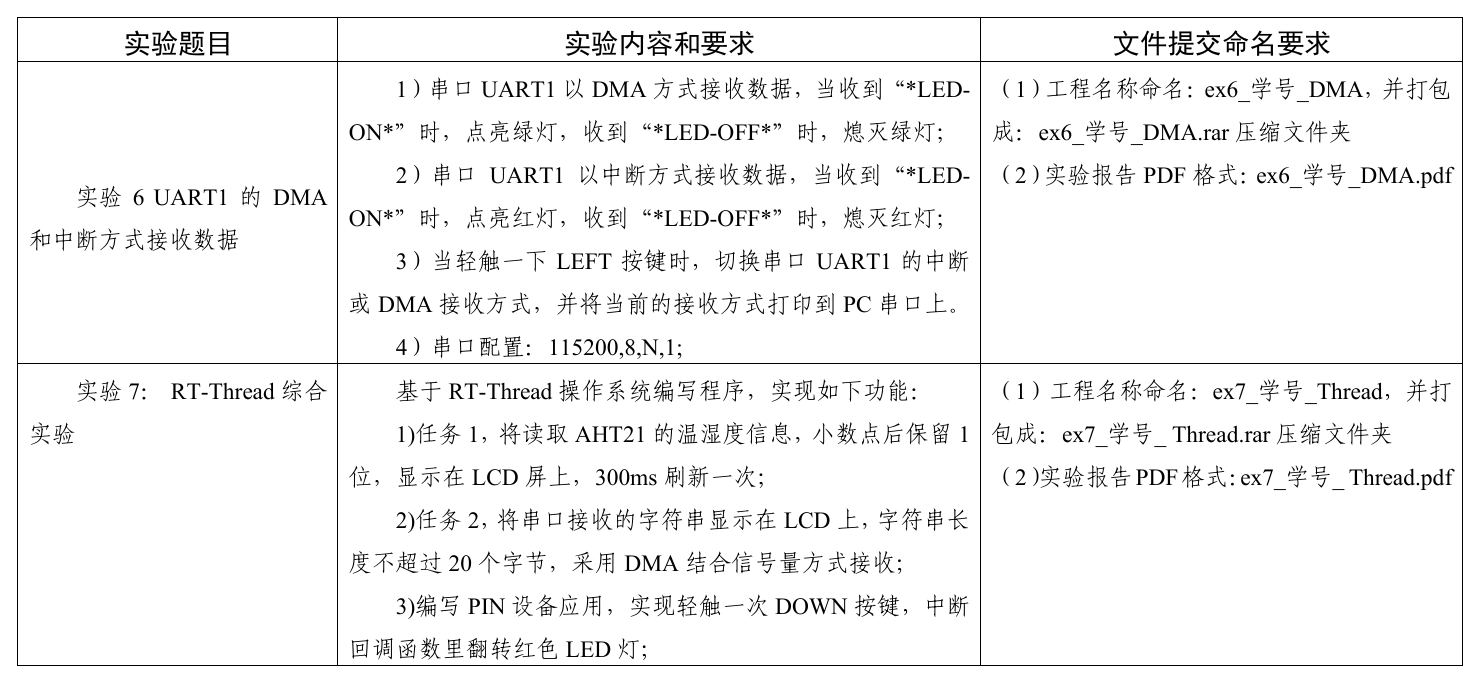 实验题目
实验内容和要求
文件提交命名要求
实验 6 UART1 的 DMA
和中断方式接收数据
1）串口 UART1 以 DMA 方式接收数据，当收到“*LED-
ON*”时，点亮绿灯，收到“*LED-OFF*”时，熄灭绿灯；
2）串口 UART1 以中断方式接收数据，当收到“*LED-
ON*”时，点亮红灯，收到“*LED-OFF*”时，熄灭红灯；
3）当轻触一下 LEFT 按键时，切换串口 UART1 的中断
或 DMA 接收方式，并将当前的接收方式打印到 PC 串口上。
4）串口配置：115200,8,N,1;
（1）工程名称命名：ex6_学号_DMA，并打包
成：ex6_学号_DMA.rar 压缩文件夹
（2）实验报告 PDF 格式：ex6_学号_DMA.pdf
实验 7： RT-Thread 综合
实验
基于 RT-Thread 操作系统编写程序，实现如下功能：
1)任务 1，将读取 AHT21 的温湿度信息，小数点后保留 1
位，显示在 LCD 屏上，300ms 刷新一次；
2)任务 2，将串口接收的字符串显示在 LCD 上，字符串长
度不超过 20 个字节，采用 DMA 结合信号量方式接收；
3)编写 PIN 设备应用，实现轻触一次 DOWN 按键，中断
回调函数里翻转红色 LED 灯；
（1）工程名称命名：ex7_学号_Thread，并打
包成：ex7_学号_ Thread.rar 压缩文件夹
（2）实验报告 PDF 格式：ex7_学号_ Thread.pdf